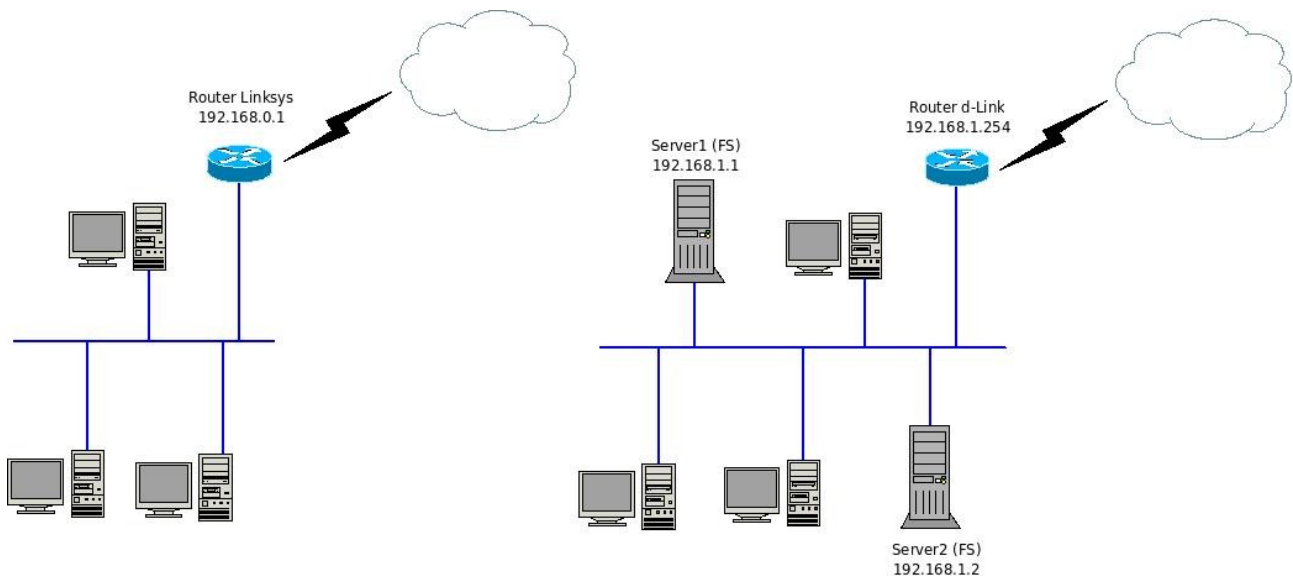 Router Linksys
192.168.0.1
Server1 (FS)
192.168.1.1
Router d-Link
192.168.1.254
Server2 (FS)
192.168.1.2